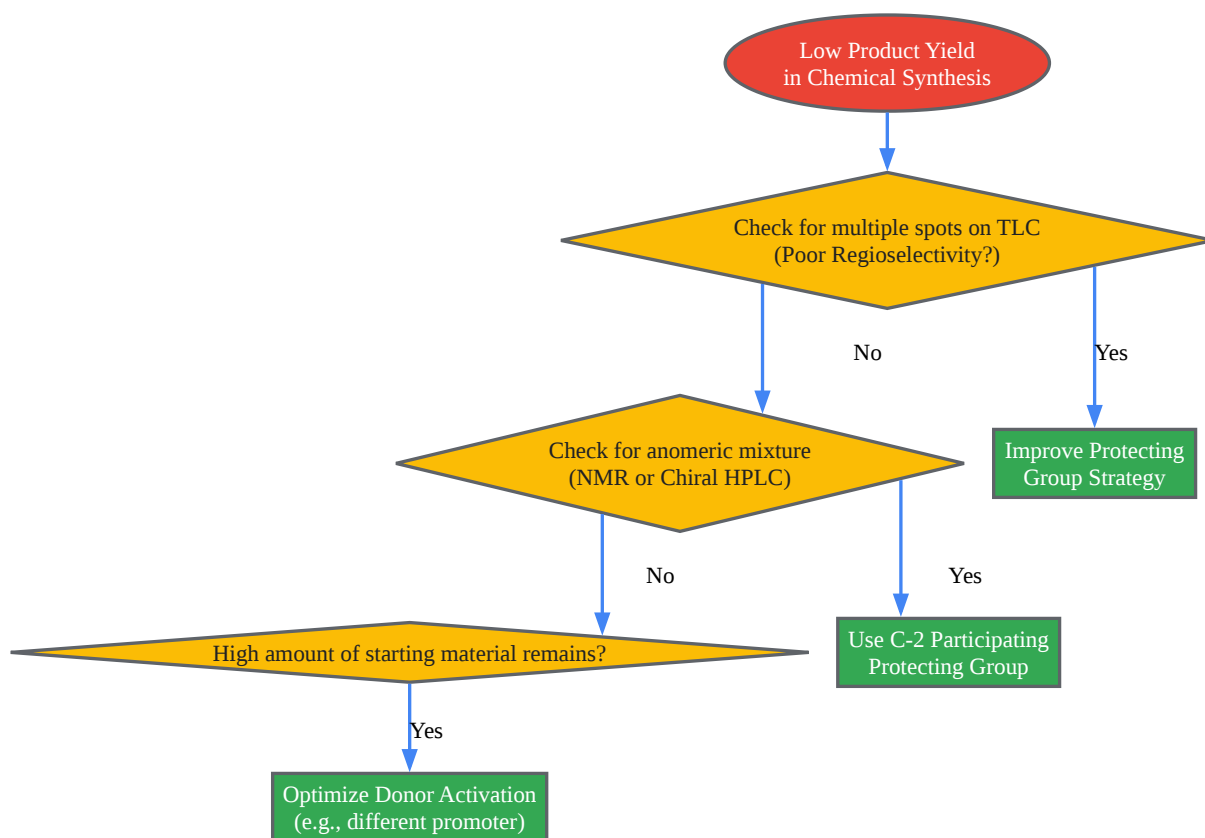 Low Product Yield
in Chemical Synthesis
Check for multiple spots on TLC
(Poor Regioselectivity?)
No
Yes
Check for anomeric mixture
(NMR or Chiral HPLC)
Improve Protecting
Group Strategy
No
Yes
High amount of starting material remains?
Use C-2 Participating
Protecting Group
Yes
Optimize Donor Activation
(e.g., different promoter)